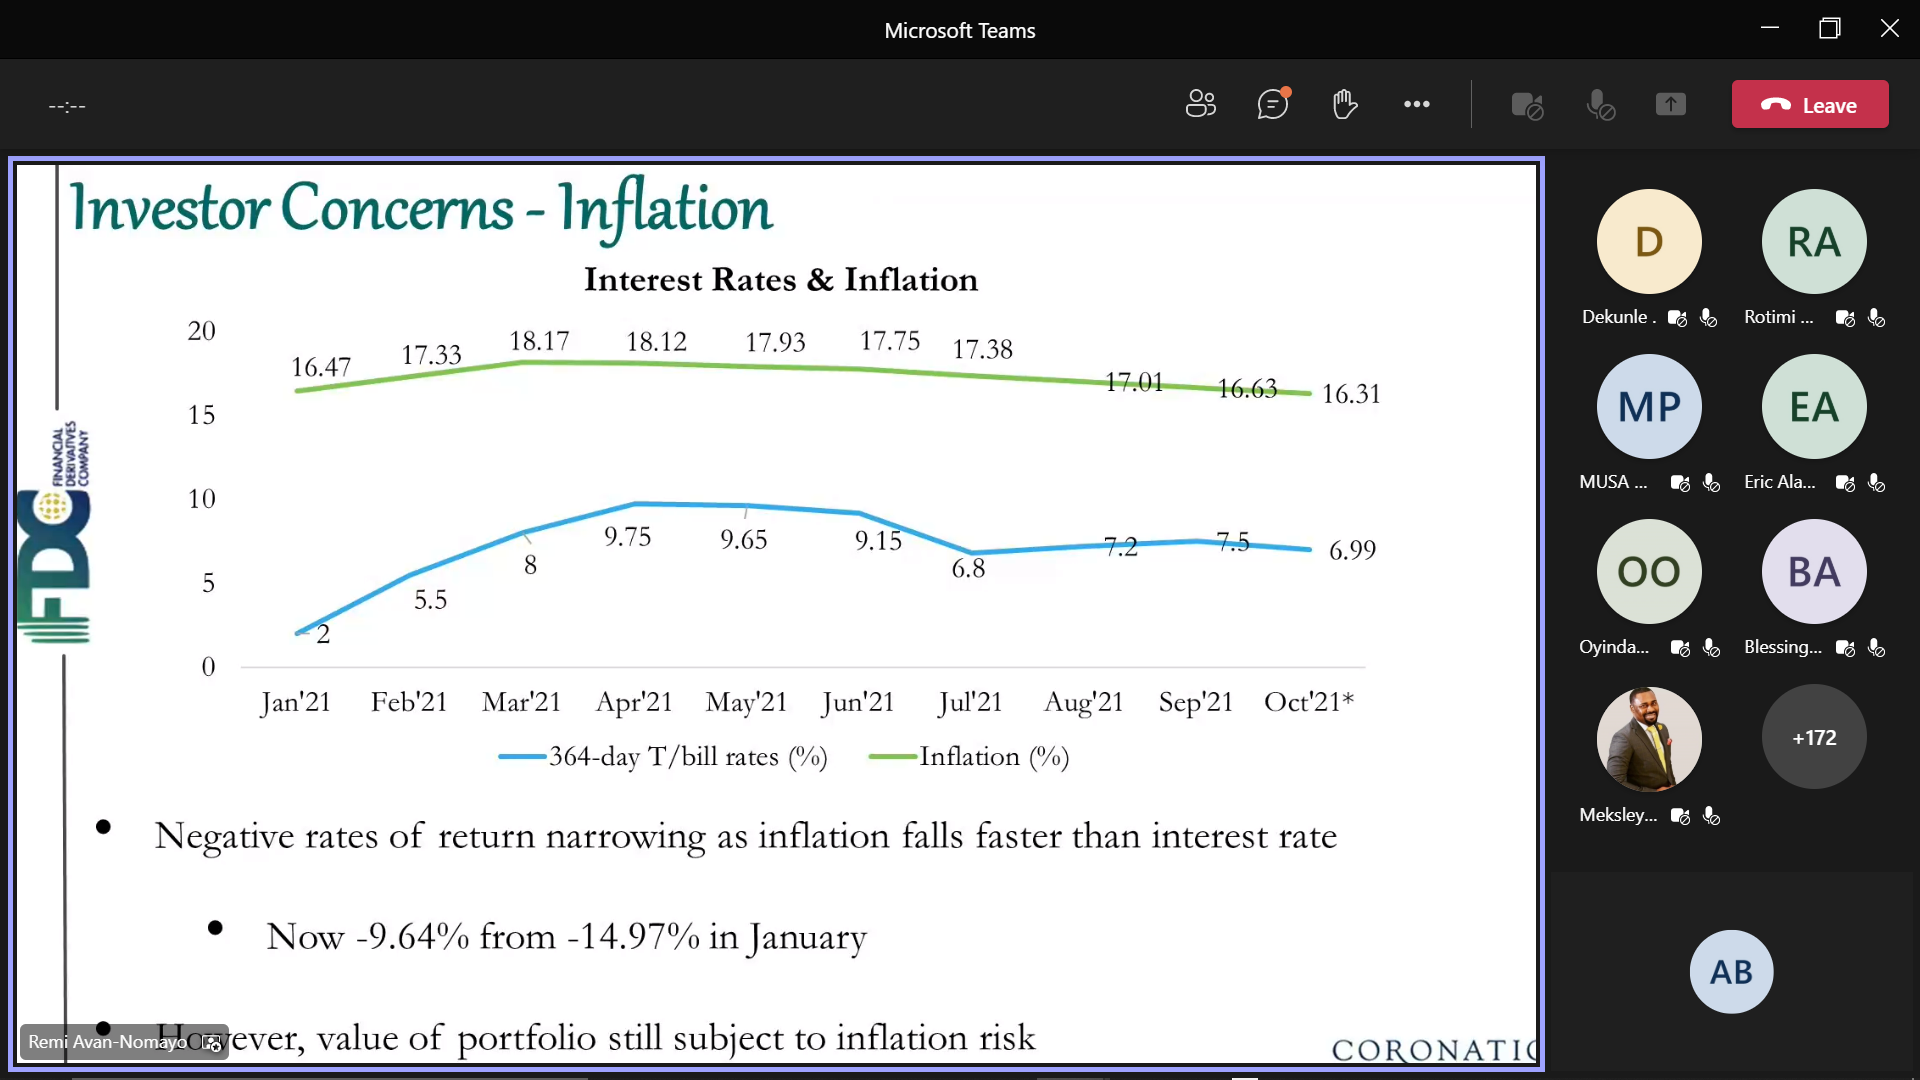 Microsoft Teams
--:--
Leave
Investor Concerns - Inflation
Interest Rates & Inflation
20
15
10
5
0
16.47
17.33
18.17
18.12
17.93
17.75
17.38
17.01
16.63
16.31
2
5.5
8
9.75
9.65
9.15
6.8
7.2
7.5
6.99
Jan'21 Feb'21 Mar'21 Apr'21 May'21 Jun'21 Jul'21 Aug'21 Sep'21 Oct'21*
364-day T/bill rates (%) Inflation (%)
FINANCIAL
DERIVATIVES
COMPANY
FDC
• Negative rates of return narrowing as inflation falls faster than interest rate
• Now -9.64% from -14.97% in January
• However, value of portfolio still subject to inflation risk
Remi Avan-Nomayo
CORONATIO
D
Dekunle .
RA
Rotimi ...
MP
MUSA ...
EA
Eric Ala...
OO
Oyinda...
BA
Blessing...
Meksley...
+172
AB